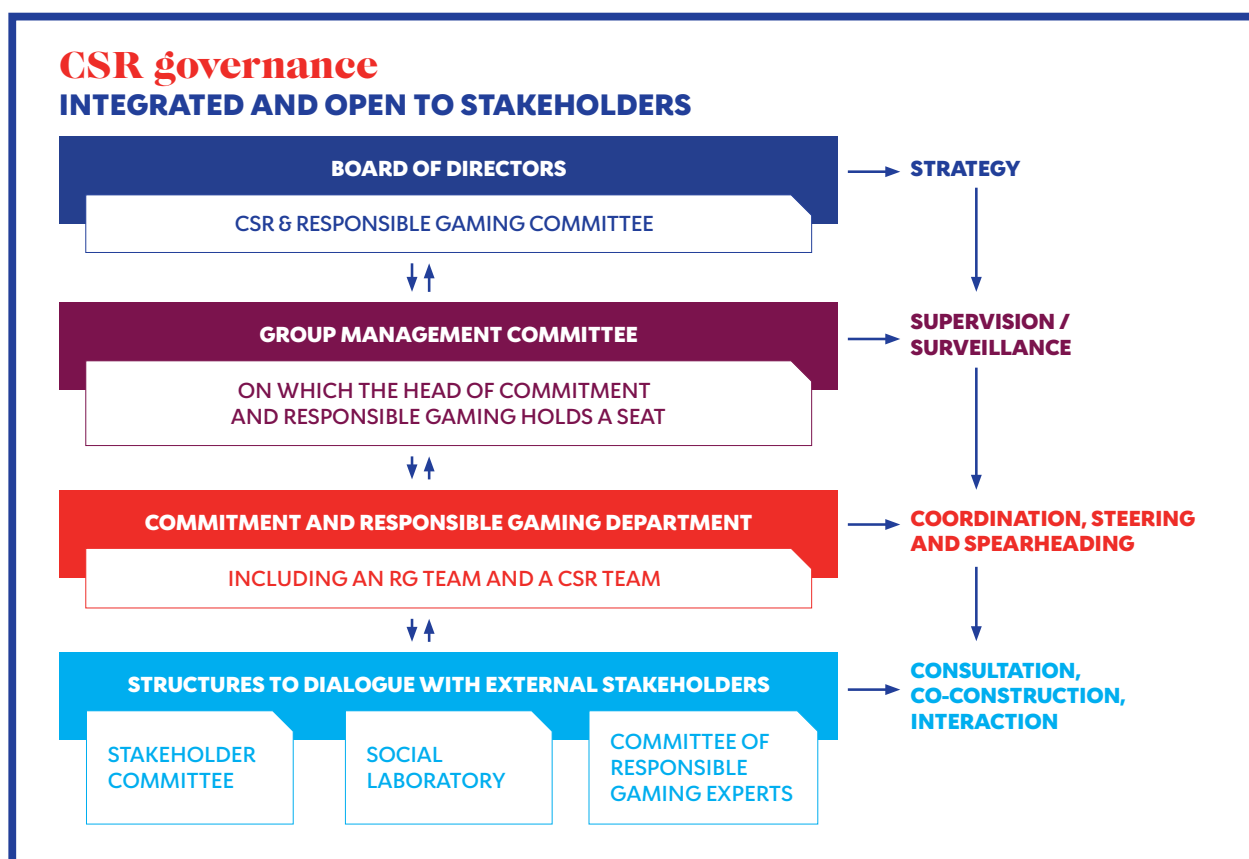 CSR governance
INTEGRATED AND OPEN TO STAKEHOLDERS
BOARD OF DIRECTORS
STRATEGY
CSR & RESPONSIBLE GAMING COMMITTEE
GROUP MANAGEMENT COMMITTEE
SUPERVISION /
SURVEILLANCE
ON WHICH THE HEAD OF COMMITMENT
AND RESPONSIBLE GAMING HOLDS A SEAT
COMMITMENT AND RESPONSIBLE GAMING DEPARTMENT
COORDINATION, STEERING
AND SPEARHEADING
INCLUDING AN RG TEAM AND A CSR TEAM
STRUCTURES TO DIALOGUE WITH EXTERNAL STAKEHOLDERS
CONSULTATION,
CO-CONSTRUCTION,
INTERACTION
STAKEHOLDER
COMMITTEE
SOCIAL
LABORATORY
COMMITTEE OF
RESPONSIBLE
GAMING EXPERTS